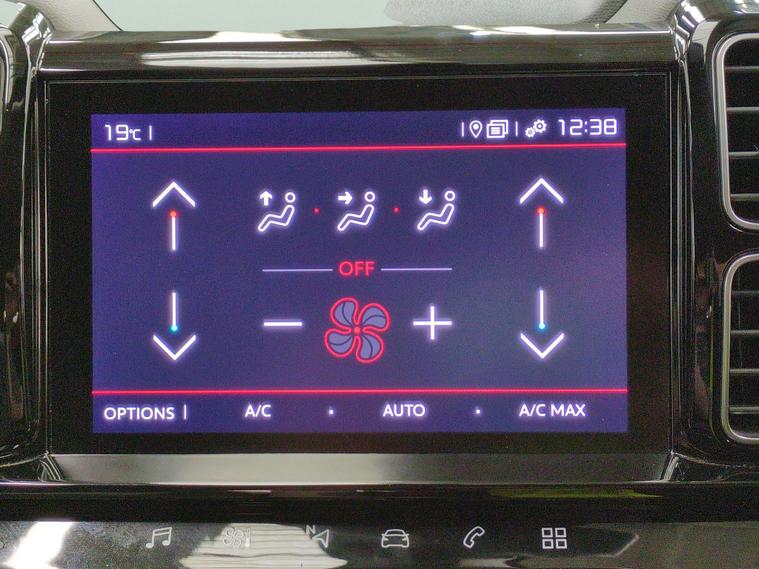 19°C
12:38
OFF
OPTIONS A/C AUTO A/C MAX
N